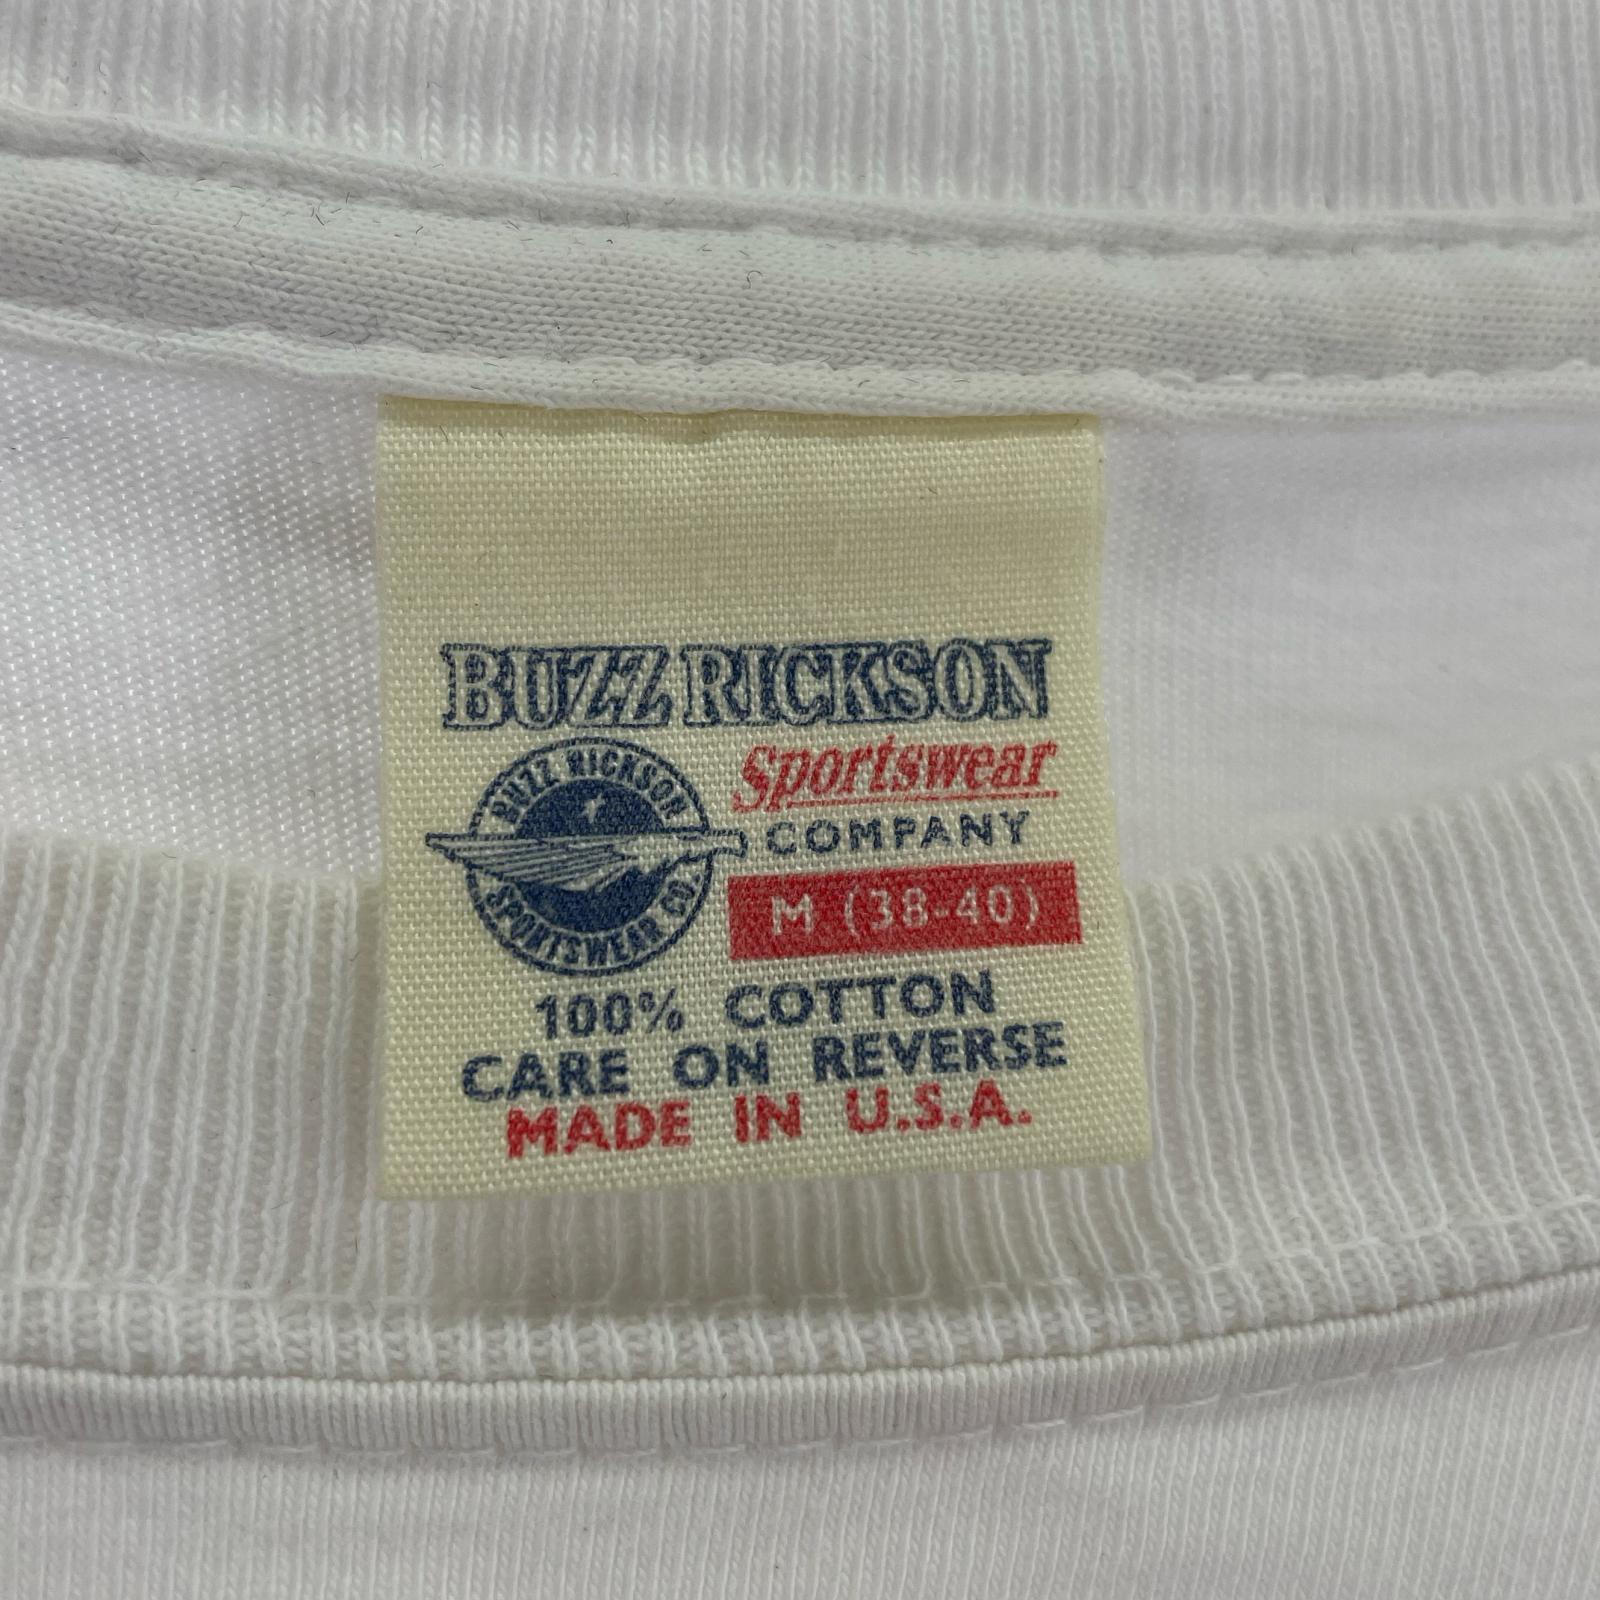 BUZZ RICKSON
Sportswear
COMPANY
BUZZ RICKSON
SPORTSWEAR CO.
M (38-40)
100% COTTON
CARE ON REVERSE
MADE IN U.S.A.